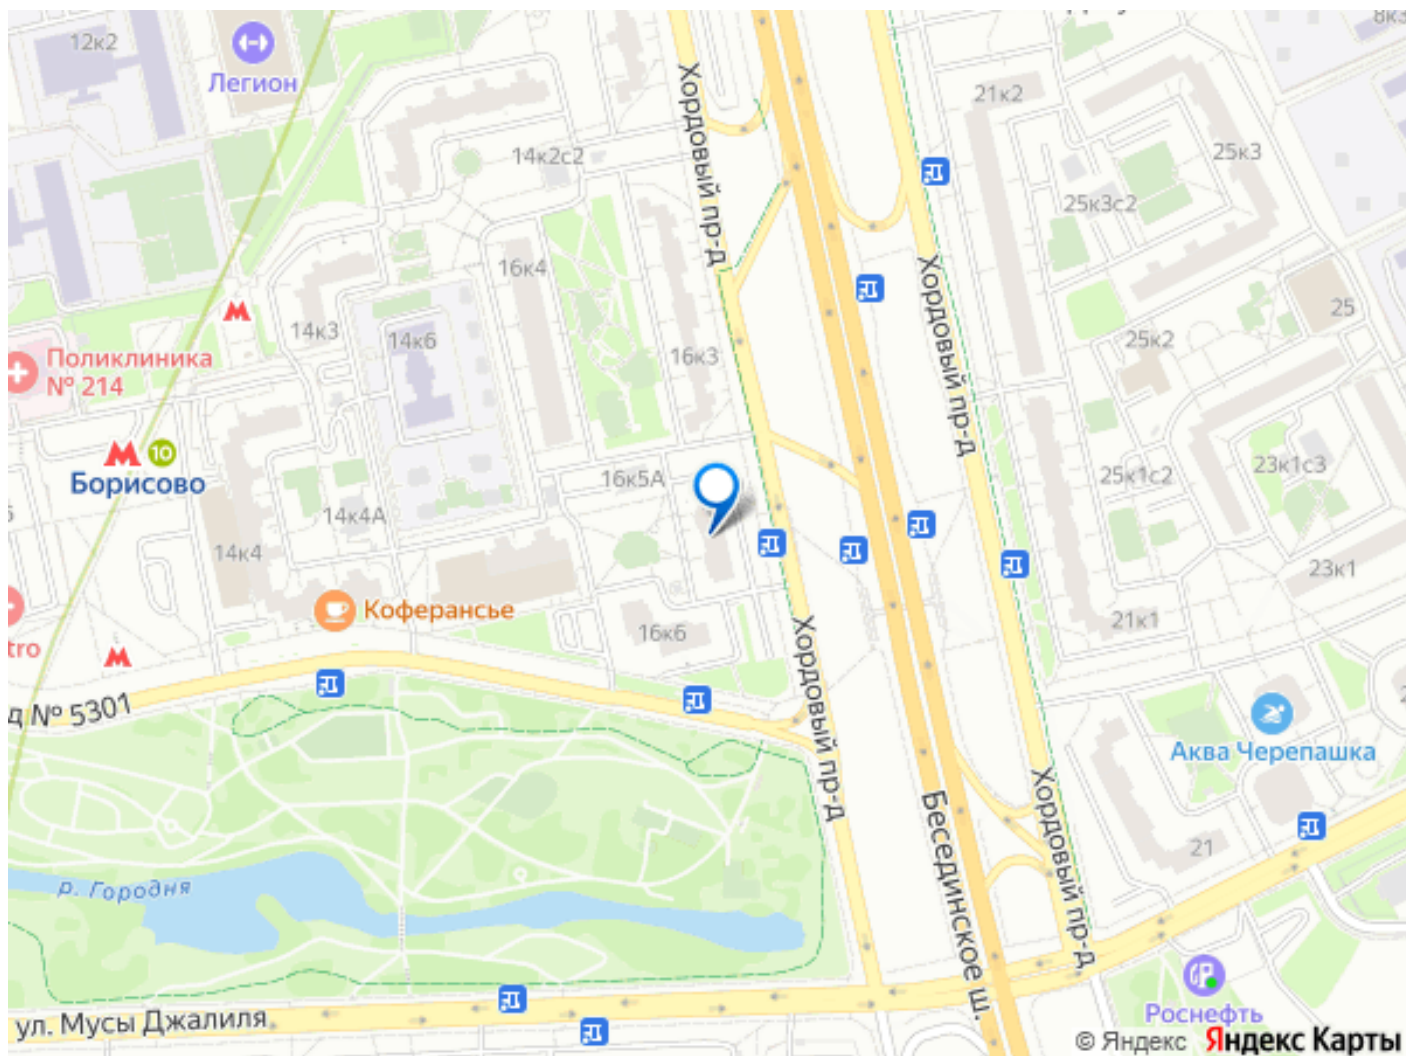 12к2
Легион
8к3
21к2
14к2с2
25к3
25к3с2
Хордовый пр-д
16к4
Хордовый пр-д
25
14к3
14к6
16к3
25к2
Поликлиника
№ 214
10
Борисово
16к5А
25к1с2
23к1с3
14к4А
14к4
23к1
Коферансье
16к6
21к1
tro
д № 5301
Хордовый пр-д
Аква Черепашка
Хордовый пр-д
Бесединское ш.
21
р. Городня
ул. Мусы Джалиля
Роснефть
© Яндекс Яндекс Карты